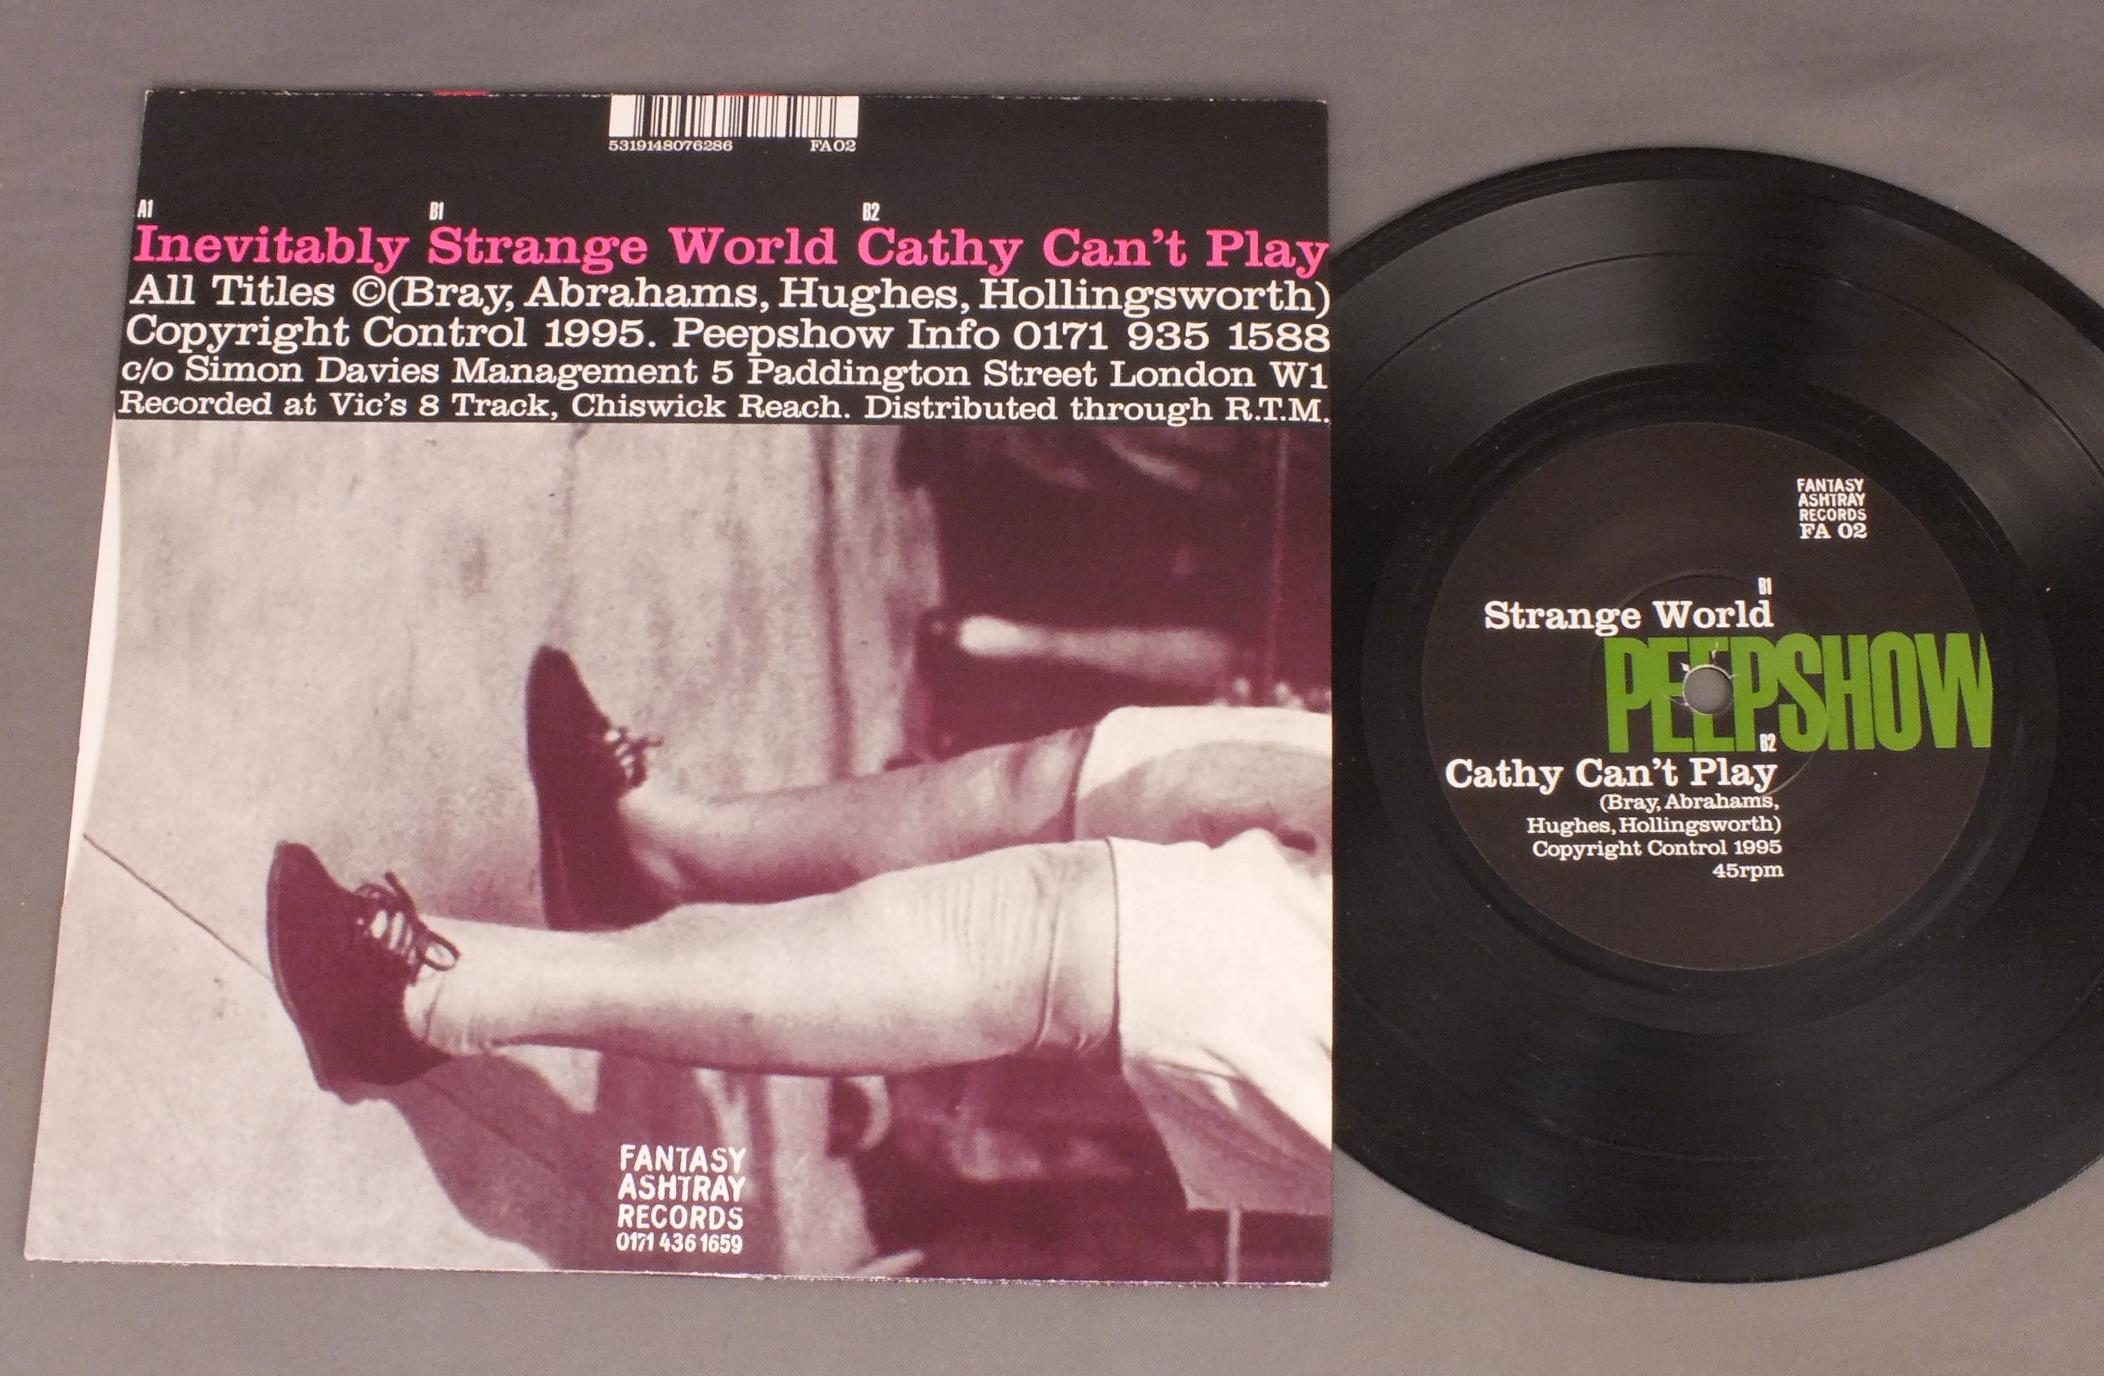 5319148076286 FA02
A1 B1 B2
Inevitably Strange World Cathy Can't Play
All Titles ©(Bray, Abrahams, Hughes, Hollingsworth)
Copyright Control 1995. Peepshow Info 0171 935 1588
c/o Simon Davies Management 5 Paddington Street London W1
Recorded at Vic's 8 Track, Chiswick Reach. Distributed through R.T.M.
FANTASY
ASHTRAY
RECORDS
0171 436 1659
FANTASY
ASHTRAY
RECORDS
FA 02
B1
Strange World
PEEPSHOW
B2
Cathy Can't Play
(Bray, Abrahams,
Hughes, Hollingsworth)
Copyright Control 1995
45rpm